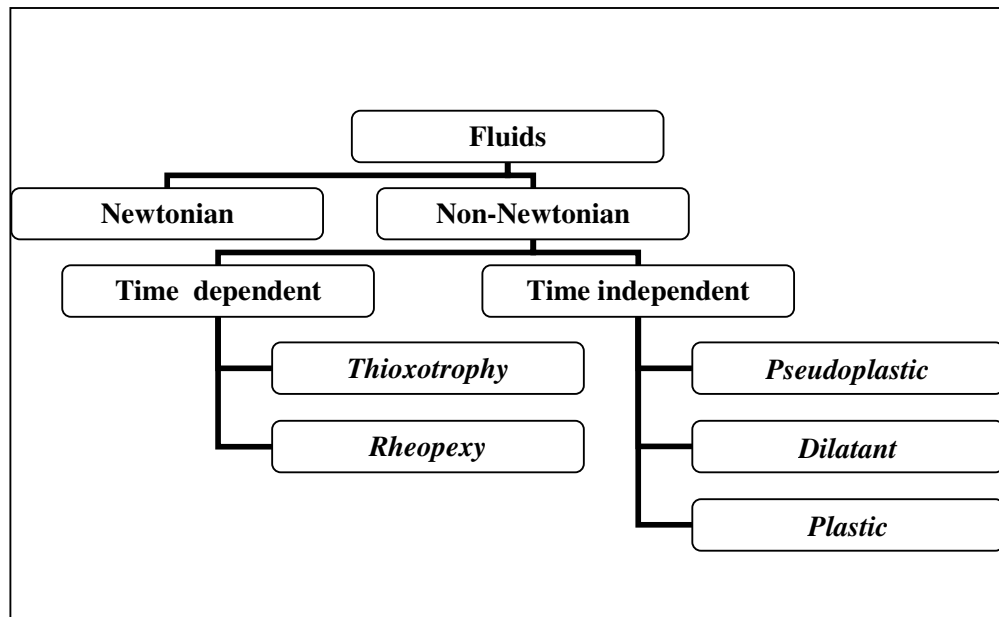 Fluids
Newtonian
Non-Newtonian
Time dependent
Time independent
Thioxotrophy
Pseudoplastic
Rheopexy
Dilatant
Plastic